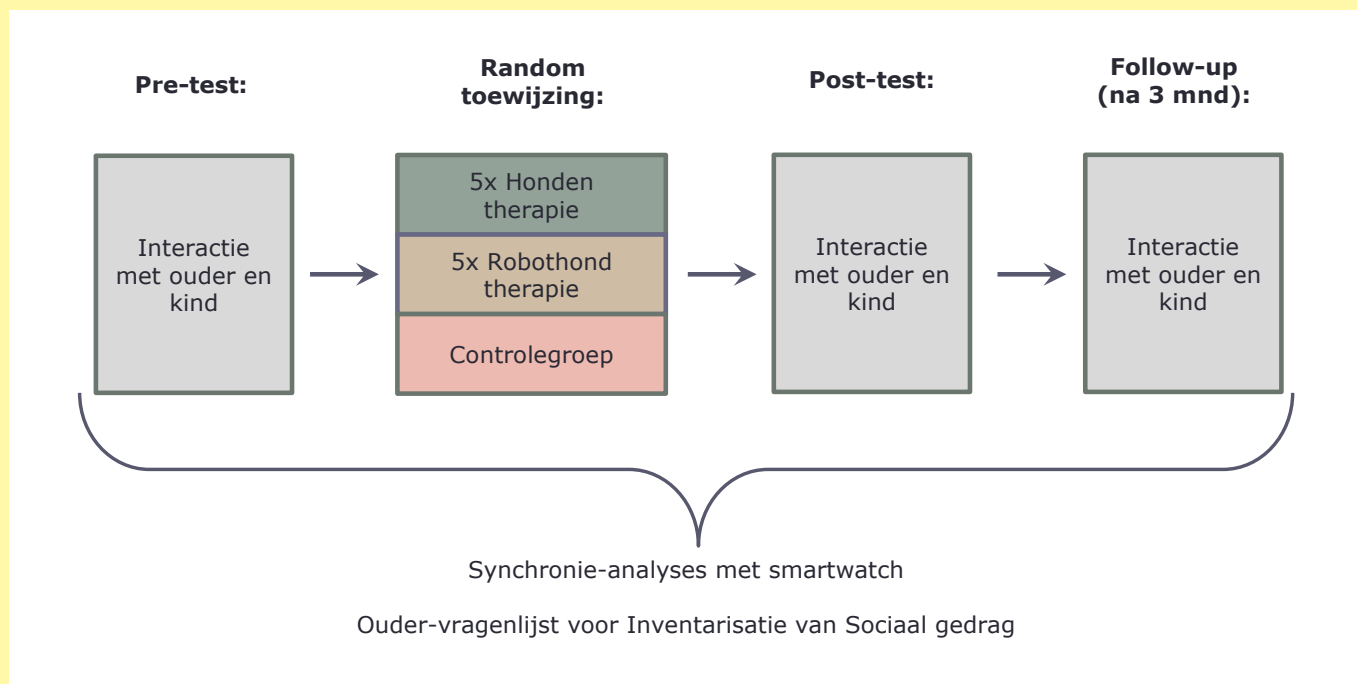 Pre-test:
Random
toewijzing:
Post-test:
Follow-up
(na 3 mnd):
Interactie
met ouder en
kind
5x Honden
therapie
5x Robothond
therapie
Controlegroep
Interactie
met ouder en
kind
Interactie
met ouder en
kind
Synchronie-analyses met smartwatch
Ouder-vragenlijst voor Inventarisatie van Sociaal gedrag